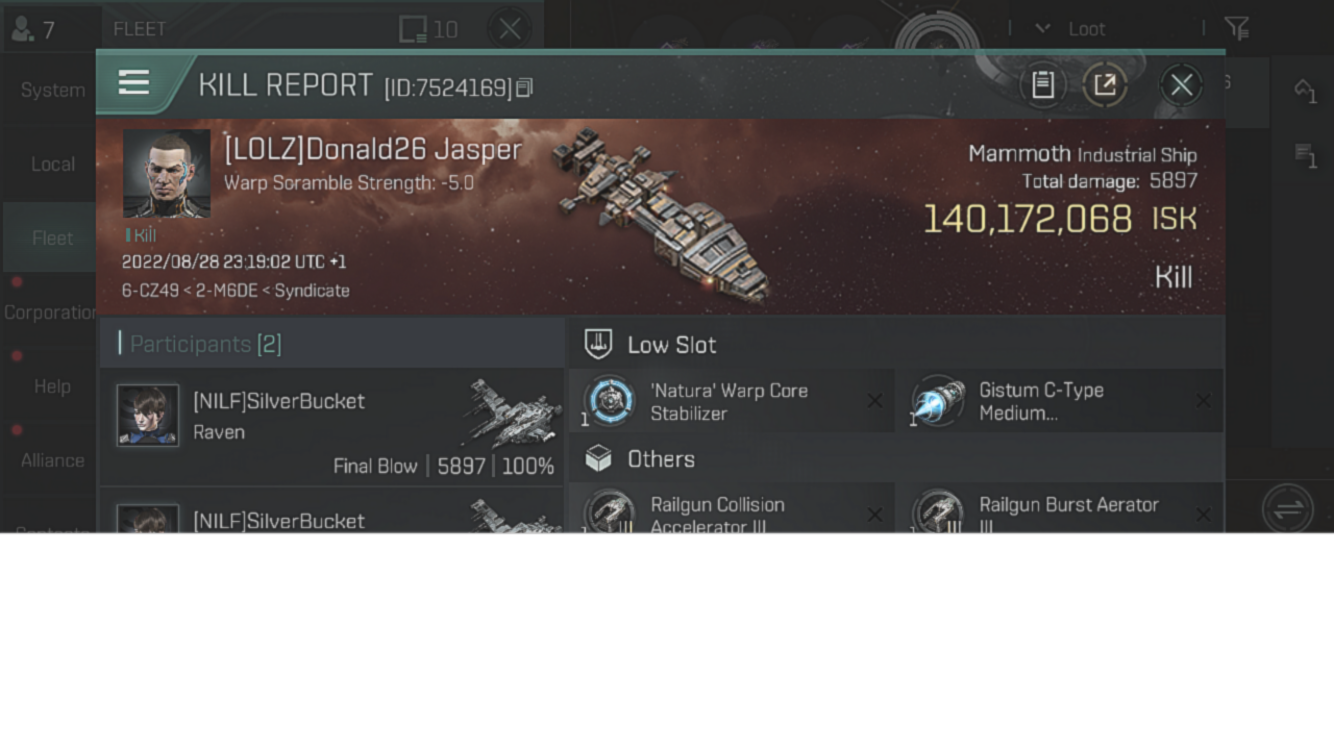 7
FLEET
10
Loot
System
Local
Fleet
Corporation
Help
Alliance
1
1
KILL REPORT [ID:7524169]
[LOLZ]Donald26 Jasper
Warp Soramble Strength: -5.0
Kill
2022/08/28 23:19:02 UTC +1
6-CZ49 < 2-M6DE < Syndicate
Mammoth Industrial Ship
Total damage: 5897
140,172,068 ISK
Kill
Participants [2]
[NILF]SilverBucket
Raven
Final Blow | 5897 | 100%
[NILF]SilverBucket
Low Slot
1
'Natura' Warp Core
Stabilizer
1
Gistum C-Type
Medium...
Others
Railgun Collision
Accelerator III
Railgun Burst Aerator
III